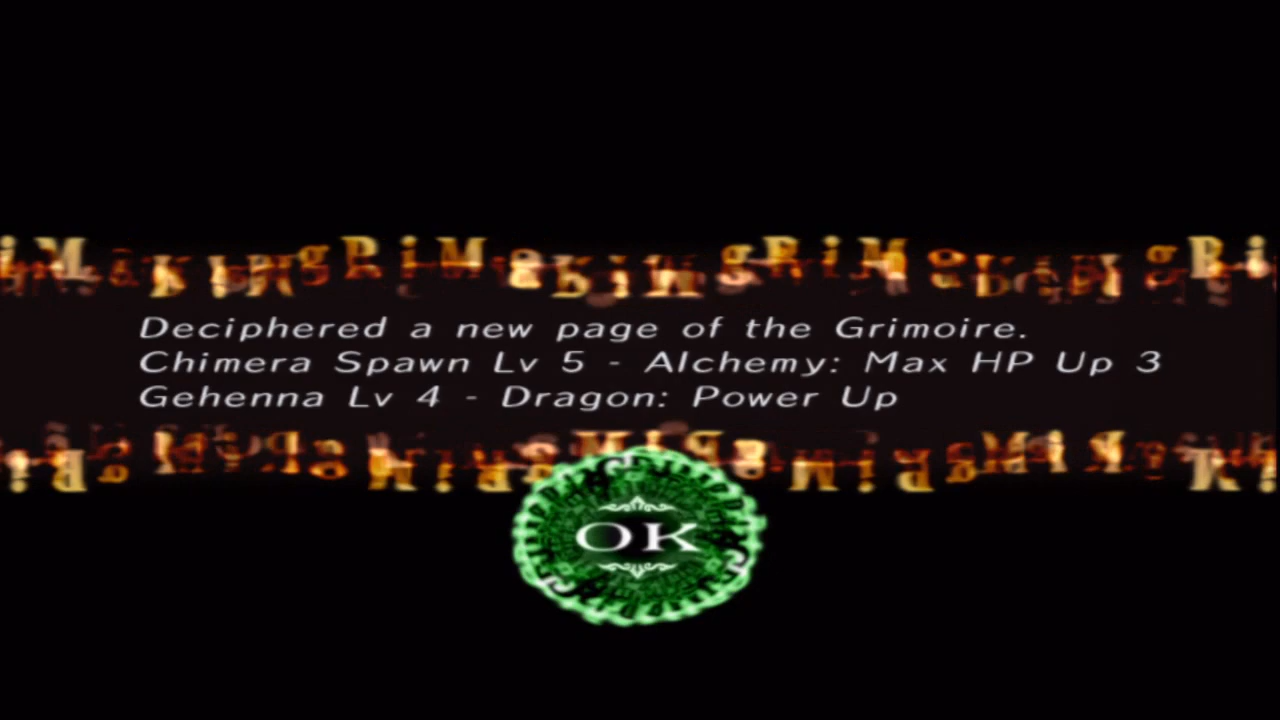 Deciphered a new page of the Grimoire.
Chimera Spawn Lv 5 - Alchemy: Max HP Up 3
Gehenna Lv 4 - Dragon: Power Up
OK